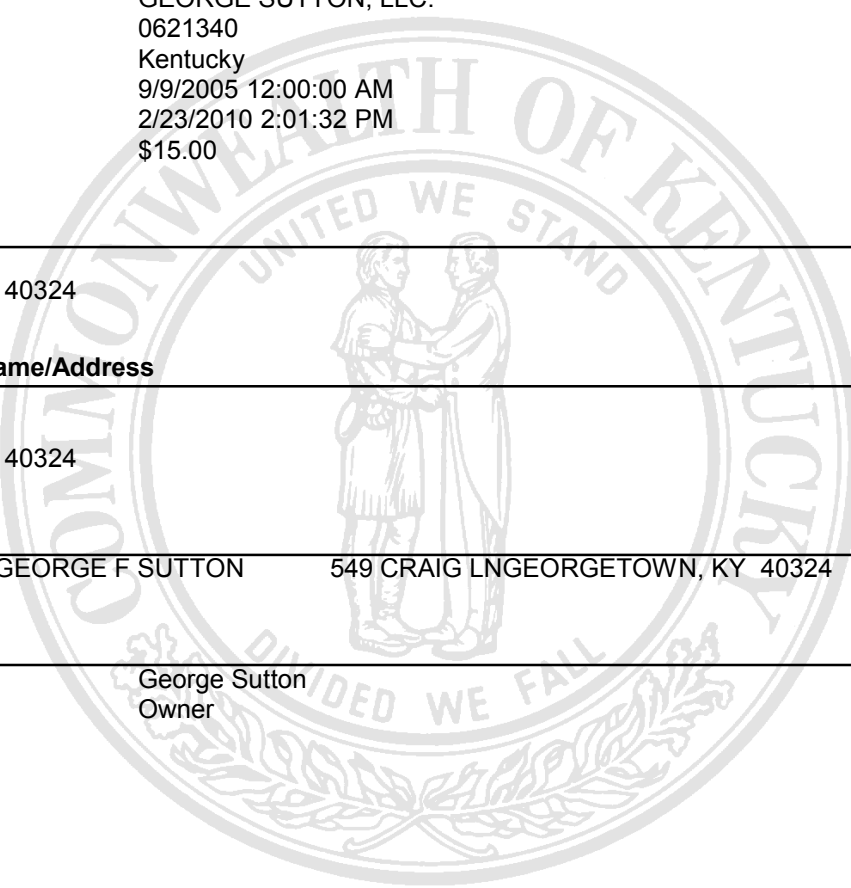 GEORGE SUTTON, LLC.
0621340
Kentucky
9/9/2005 12:00:00 AM
2/23/2010 2:01:32 PM
$15.00
40324
ame/Address
40324
GEORGE F SUTTON 549 CRAIG LNGEORGETOWN, KY 40324
George Sutton
Owner
COMMONWEALTH OF KENTUCKY
UNITED WE STAND
DIVIDED WE FALL